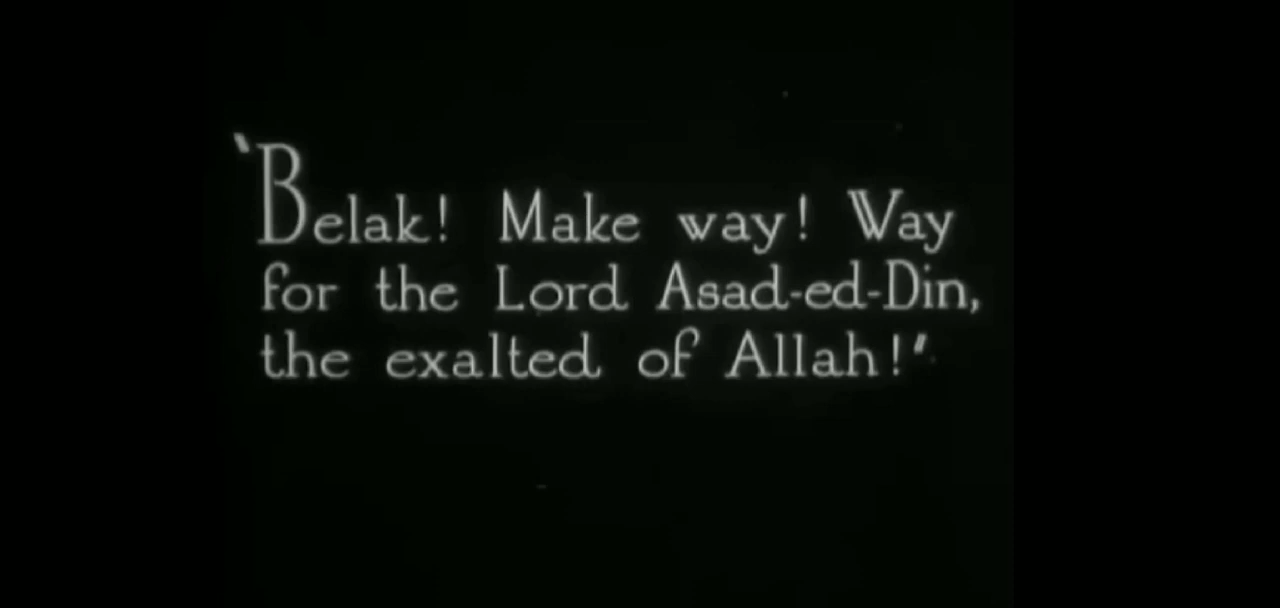 'Belak! Make way! Way
for the Lord Asad-ed-Din,
the exalted of Allah!'